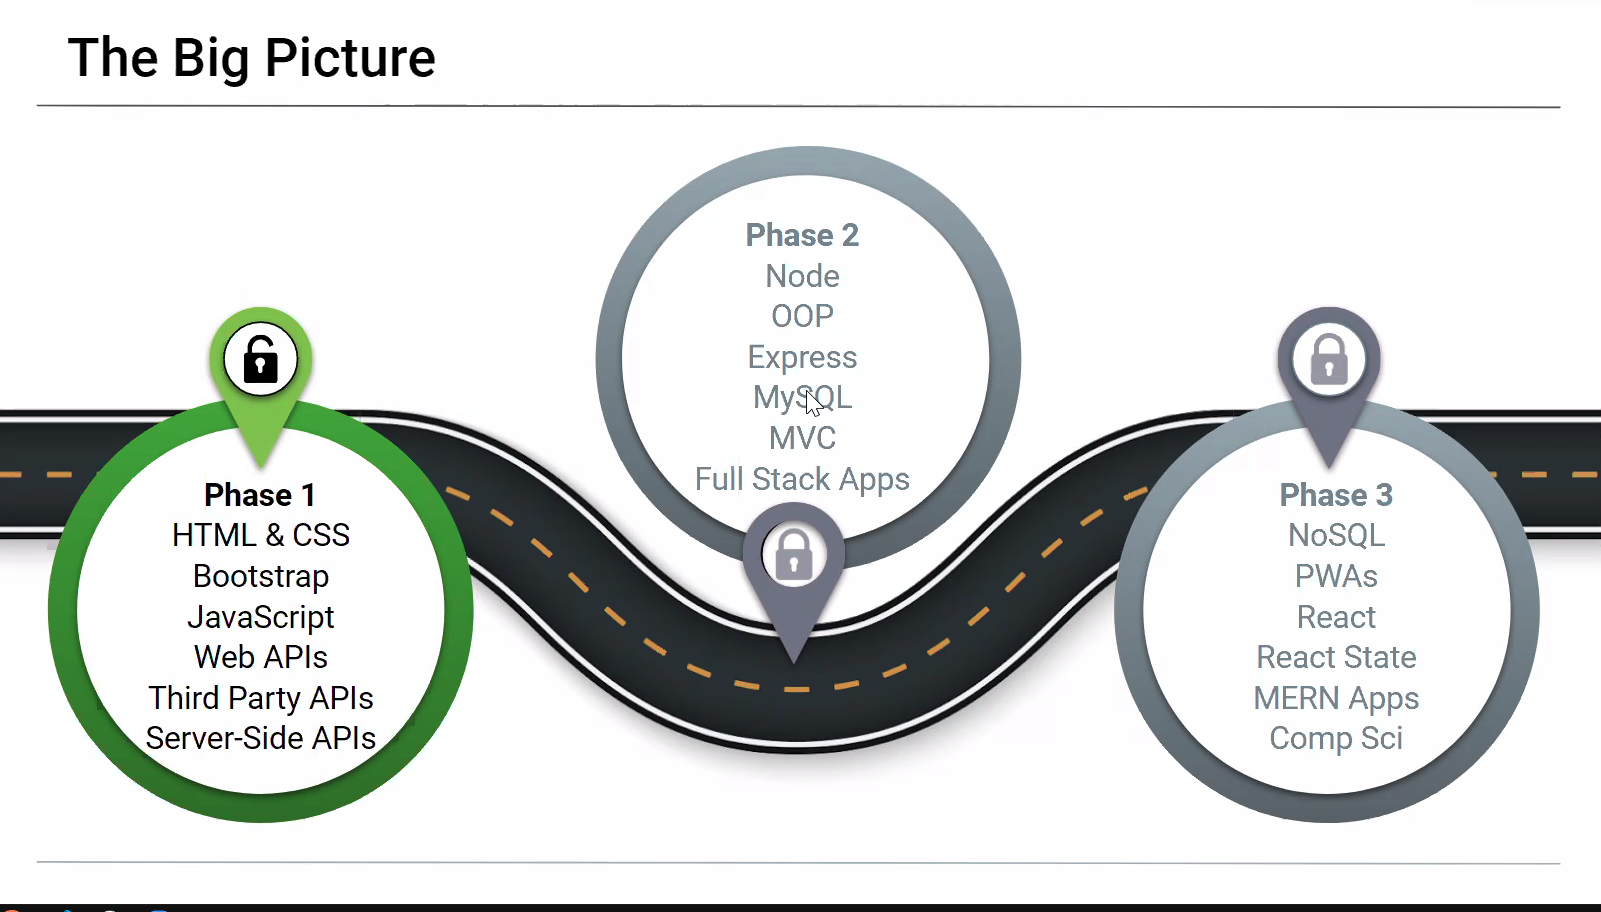 The Big Picture
Phase 1
HTML & CSS
Bootstrap
JavaScript
Web APIs
Third Party APIs
Server-Side APIs
Phase 2
Node
OOP
Express
MySQL
MVC
Full Stack Apps
Phase 3
NoSQL
PWAs
React
React State
MERN Apps
Comp Sci